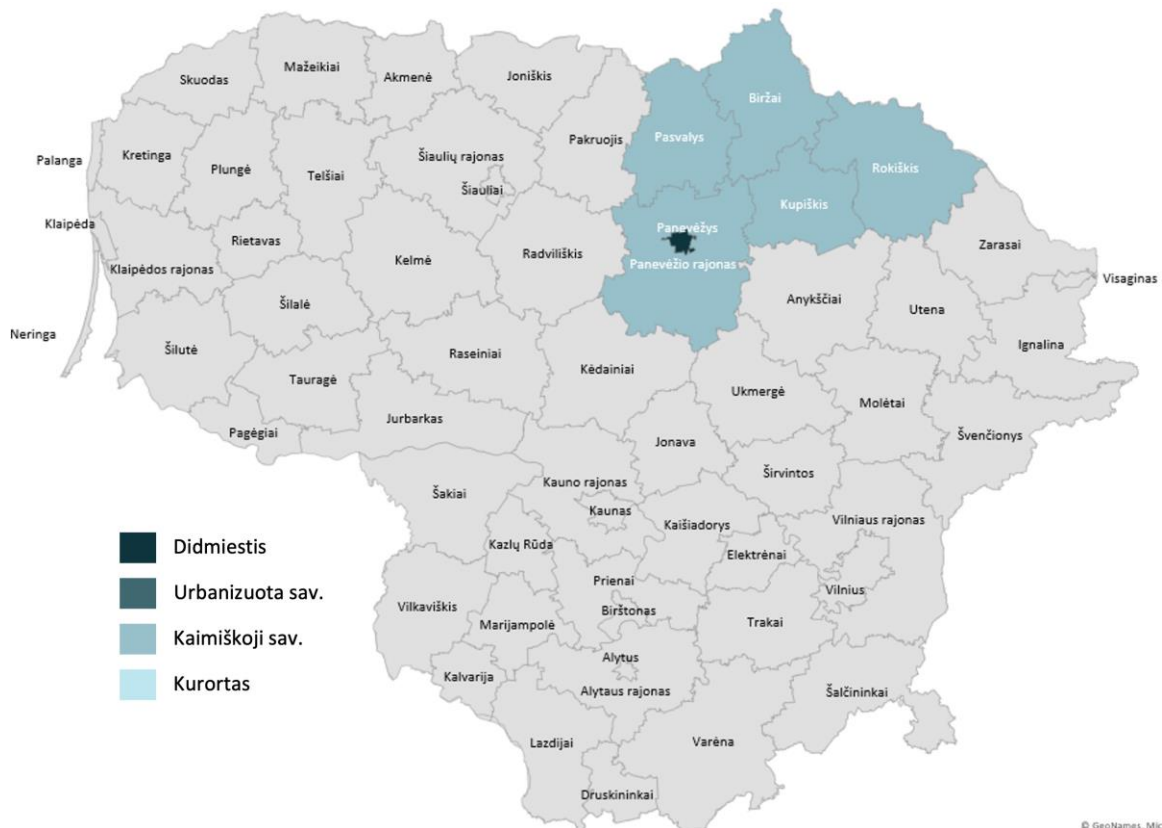 Skuodas
Mažeikiai
Akmenė
Joniškis
Biržai
Pasvalys
Pakruojis
Palanga
Kretinga
Plungė
Telšiai
Šiaulių rajonas
Šiauliai
Rokiškis
Kupiškis
Klaipėda
Rietavas
Kelmė
Radviliškis
Panevėžys
Panevėžio rajonas
Zarasai
Visaginas
Klaipėdos rajonas
Šilalė
Anykščiai
Utena
Neringa
Šilutė
Raseiniai
Ignalina
Tauragė
Kėdainiai
Ukmergė
Molėtai
Pagėgiai
Jurbarkas
Jonava
Švenčionys
Šakiai
Kauno rajonas
Širvintos
Kaunas
Kaišiadorys
Vilniaus rajonas
Kazlų Rūda
Elektrėnai
Prienai
Vilnius
Vilkaviškis
Birštonas
Marijampolė
Trakai
Alytus
Kalvarija
Alytaus rajonas
Šalčininkai
Lazdijai
Varėna
Druskininkai
Didmiestis
Urbanizuota sav.
Kaimiškoji sav.
Kurortas
© GeoNames, Mic